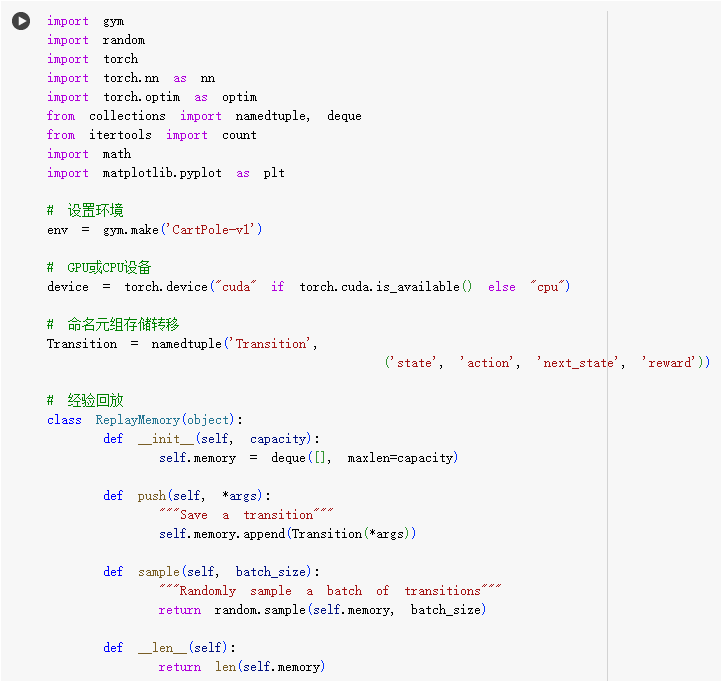 import gym
import random
import torch
import torch.nn as nn
import torch.optim as optim
from collections import namedtuple, deque
from itertools import count
import math
import matplotlib.pyplot as plt
# 设置环境
env = gym.make('CartPole-v1')
# GPU或CPU设备
device = torch.device("cuda" if torch.cuda.is_available() else "cpu")
# 命名元组存储转移
Transition = namedtuple('Transition',
('state', 'action', 'next_state', 'reward'))
# 经验回放
class ReplayMemory(object):
def __init__(self, capacity):
self.memory = deque([], maxlen=capacity)
def push(self, *args):
"""Save a transition"""
self.memory.append(Transition(*args))
def sample(self, batch_size):
"""Randomly sample a batch of transitions"""
return random.sample(self.memory, batch_size)
def __len__(self):
return len(self.memory)